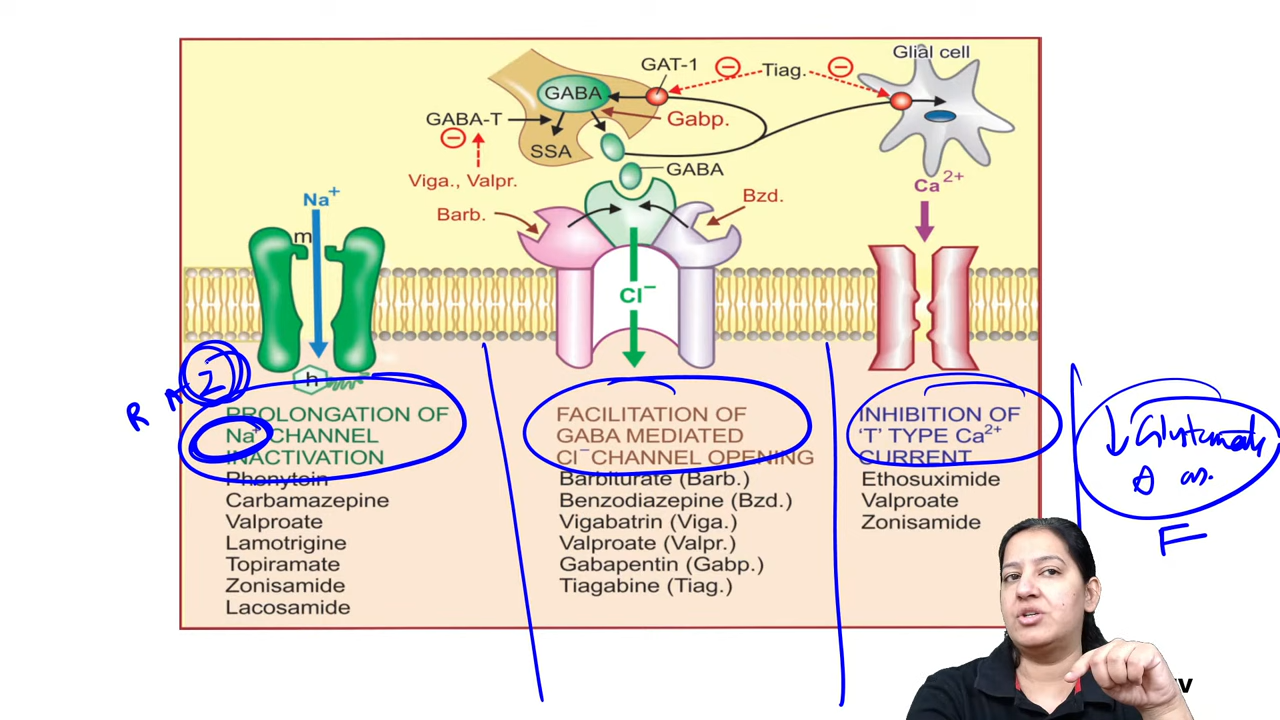 Glial cell
GAT-1
Tiag.
GABA
Gabp.
GABA-T
SSA
GABA
Viga., Valpr.
Ca2+
Na+
Bzd.
Barb.
m
Cl–
h
R A I
PROLONGATION OF
Na+ CHANNEL
INACTIVATION
Phenytoin
Carbamazepine
Valproate
Lamotrigine
Topiramate
Zonisamide
Lacosamide
FACILITATION OF
GABA MEDIATED
Cl– CHANNEL OPENING
Barbiturate (Barb.)
Benzodiazepine (Bzd.)
Vigabatrin (Viga.)
Valproate (Valpr.)
Gabapentin (Gabp.)
Tiagabine (Tiag.)
INHIBITION OF
‘T’ TYPE Ca2+
CURRENT
Ethosuximide
Valproate
Zonisamide
↓ Glutamate
F